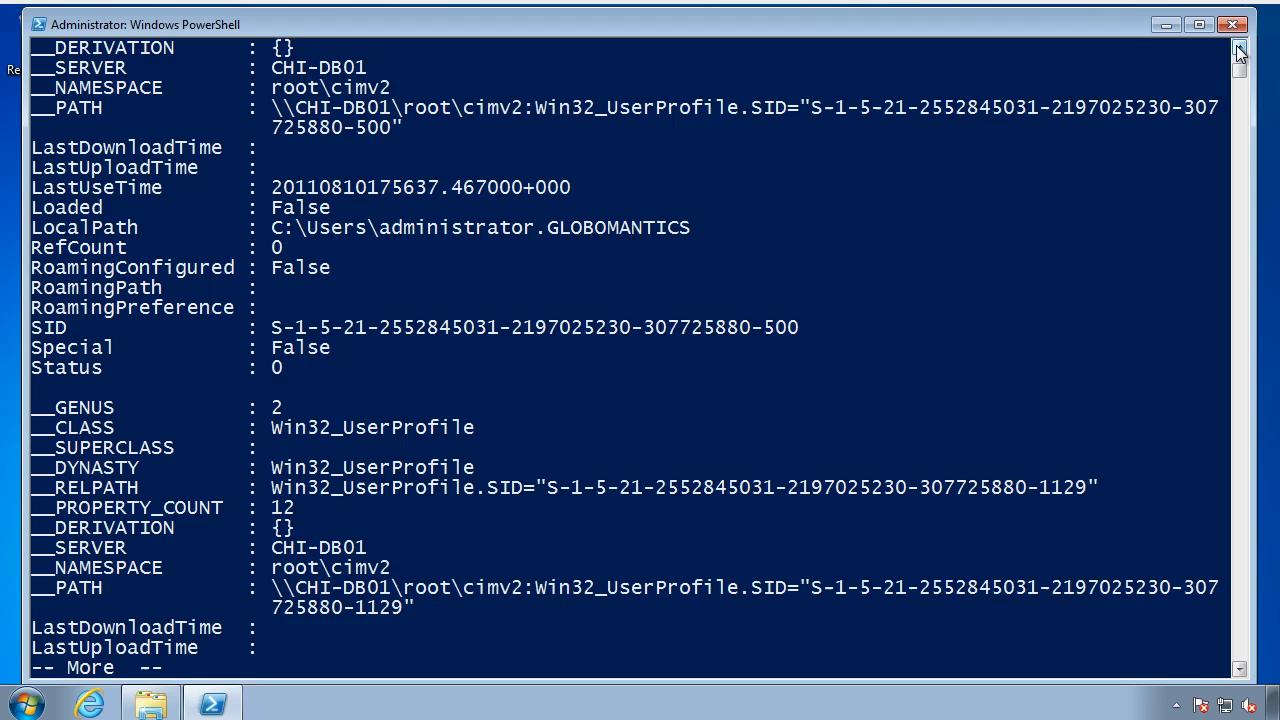 Administrator: Windows PowerShell
Re
__DERIVATION : {}
__SERVER : CHI-DB01
__NAMESPACE : root\cimv2
__PATH : \\CHI-DB01\root\cimv2:Win32_UserProfile.SID="S-1-5-21-2552845031-2197025230-307
725880-500"
LastDownloadTime :
LastUploadTime :
LastUseTime : 20110810175637.467000+000
Loaded : False
LocalPath : C:\Users\administrator.GLOBOMANTICS
RefCount : 0
RoamingConfigured : False
RoamingPath :
RoamingPreference :
SID : S-1-5-21-2552845031-2197025230-307725880-500
Special : False
Status : 0
__GENUS : 2
__CLASS : Win32_UserProfile
__SUPERCLASS :
__DYNASTY : Win32_UserProfile
__RELPATH : Win32_UserProfile.SID="S-1-5-21-2552845031-2197025230-307725880-1129"
__PROPERTY_COUNT : 12
__DERIVATION : {}
__SERVER : CHI-DB01
__NAMESPACE : root\cimv2
__PATH : \\CHI-DB01\root\cimv2:Win32_UserProfile.SID="S-1-5-21-2552845031-2197025230-307
725880-1129"
LastDownloadTime :
LastUploadTime :
-- More --